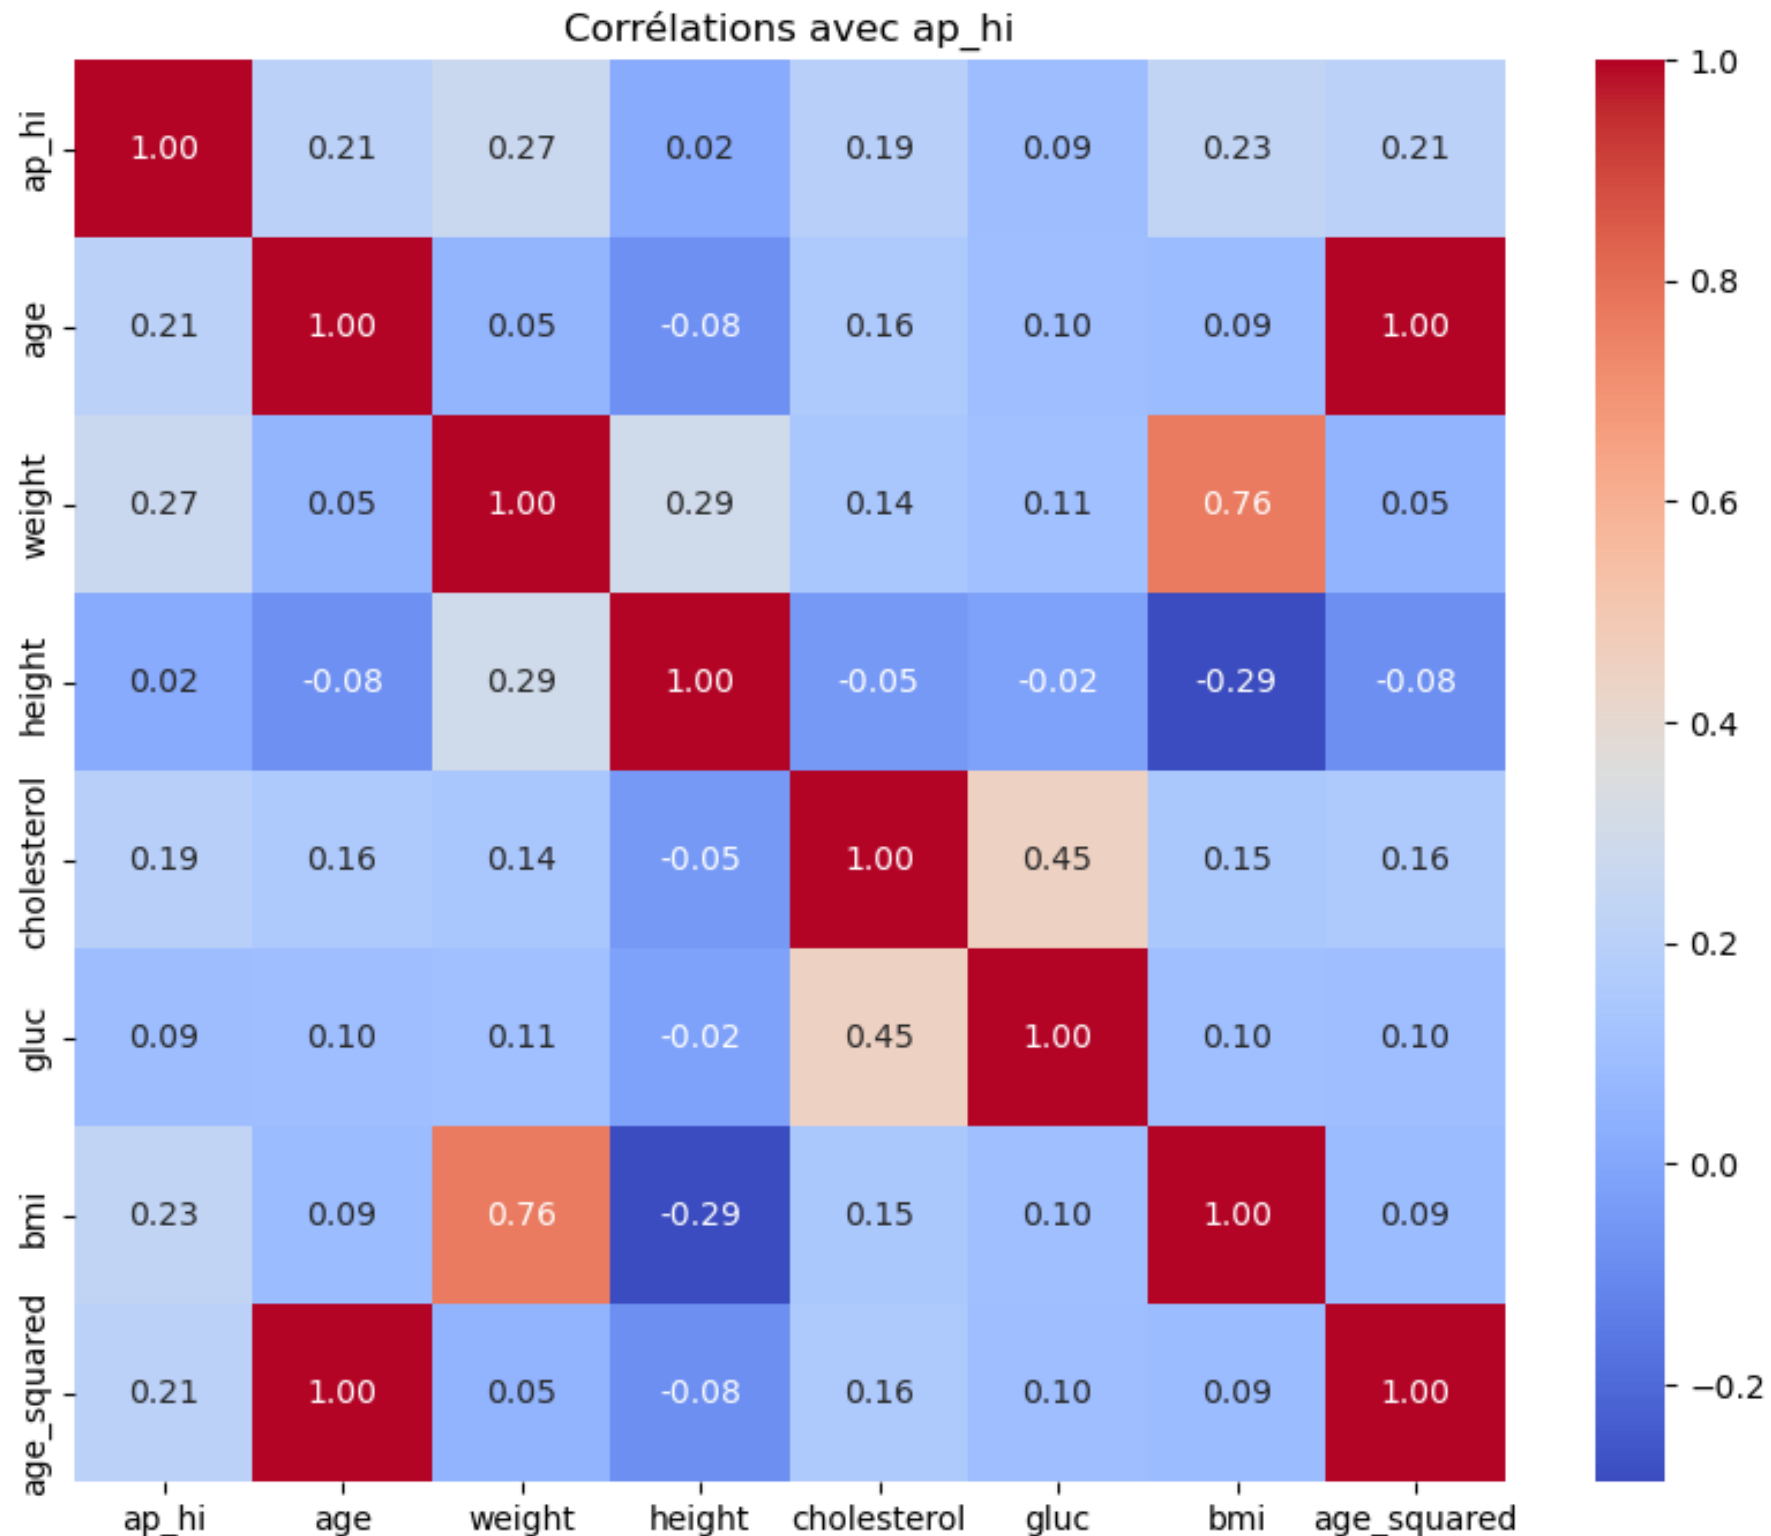 Corrélations avec ap_hi
ap_hi 1.00 0.21 0.27 0.02 0.19 0.09 0.23 0.21
age 0.21 1.00 0.05 -0.08 0.16 0.10 0.09 1.00
weight 0.27 0.05 1.00 0.29 0.14 0.11 0.76 0.05
height 0.02 -0.08 0.29 1.00 -0.05 -0.02 -0.29 -0.08
cholesterol 0.19 0.16 0.14 -0.05 1.00 0.45 0.15 0.16
gluc 0.09 0.10 0.11 -0.02 0.45 1.00 0.10 0.10
bmi 0.23 0.09 0.76 -0.29 0.15 0.10 1.00 0.09
age_squared 0.21 1.00 0.05 -0.08 0.16 0.10 0.09 1.00
ap_hi age weight height cholesterol gluc bmi age_squared
1.0
0.8
0.6
0.4
0.2
0.0
−0.2